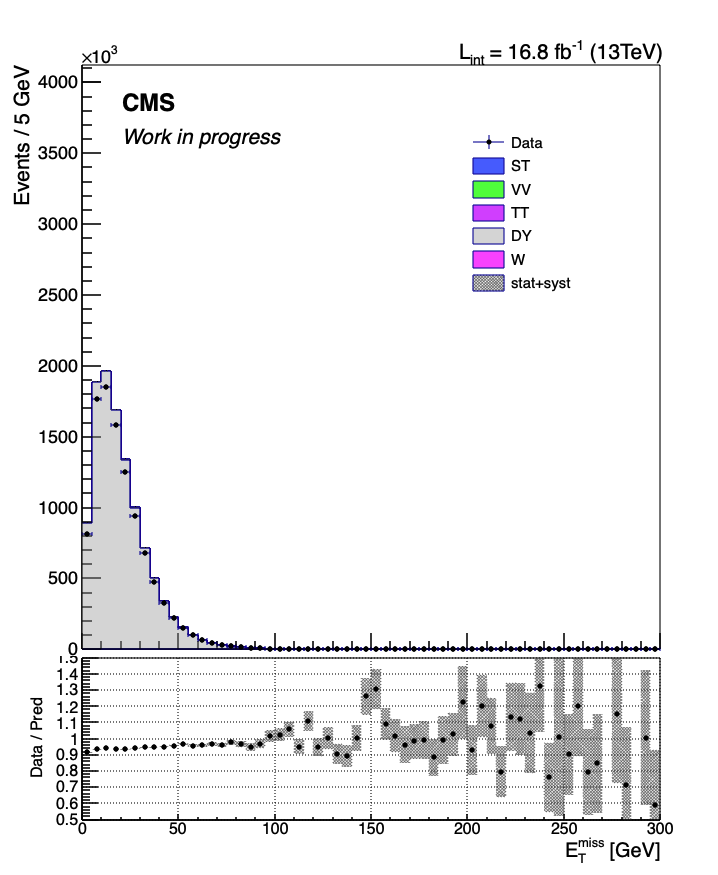 ×10³ L_int = 16.8 fb⁻¹ (13TeV)
Events / 5 GeV
4000
3500
3000
2500
2000
1500
1000
500
0
CMS
Work in progress
Data
ST
VV
TT
DY
W
stat+syst
Data / Pred
1.5
1.4
1.3
1.2
1.1
1
0.9
0.8
0.7
0.6
0.5
0 50 100 150 200 250 300
E_T^miss [GeV]